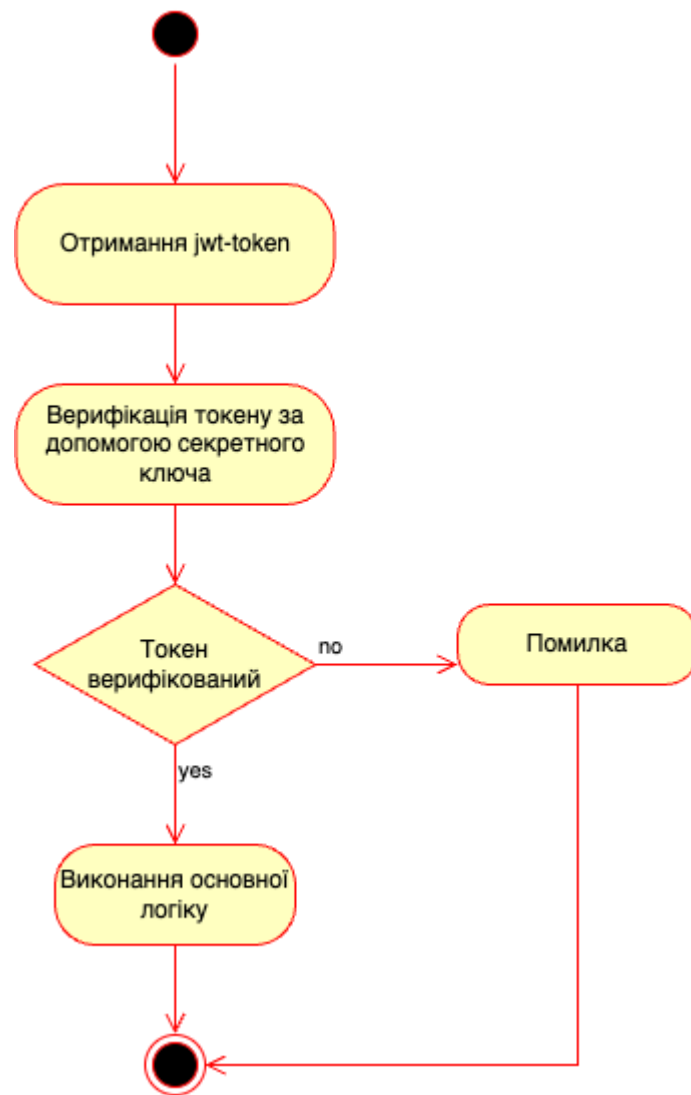 Отримання jwt-token
Верифікація токену за
допомогою секретного
ключа
Токен
верифікований
no
Помилка
yes
Виконання основної
логіку